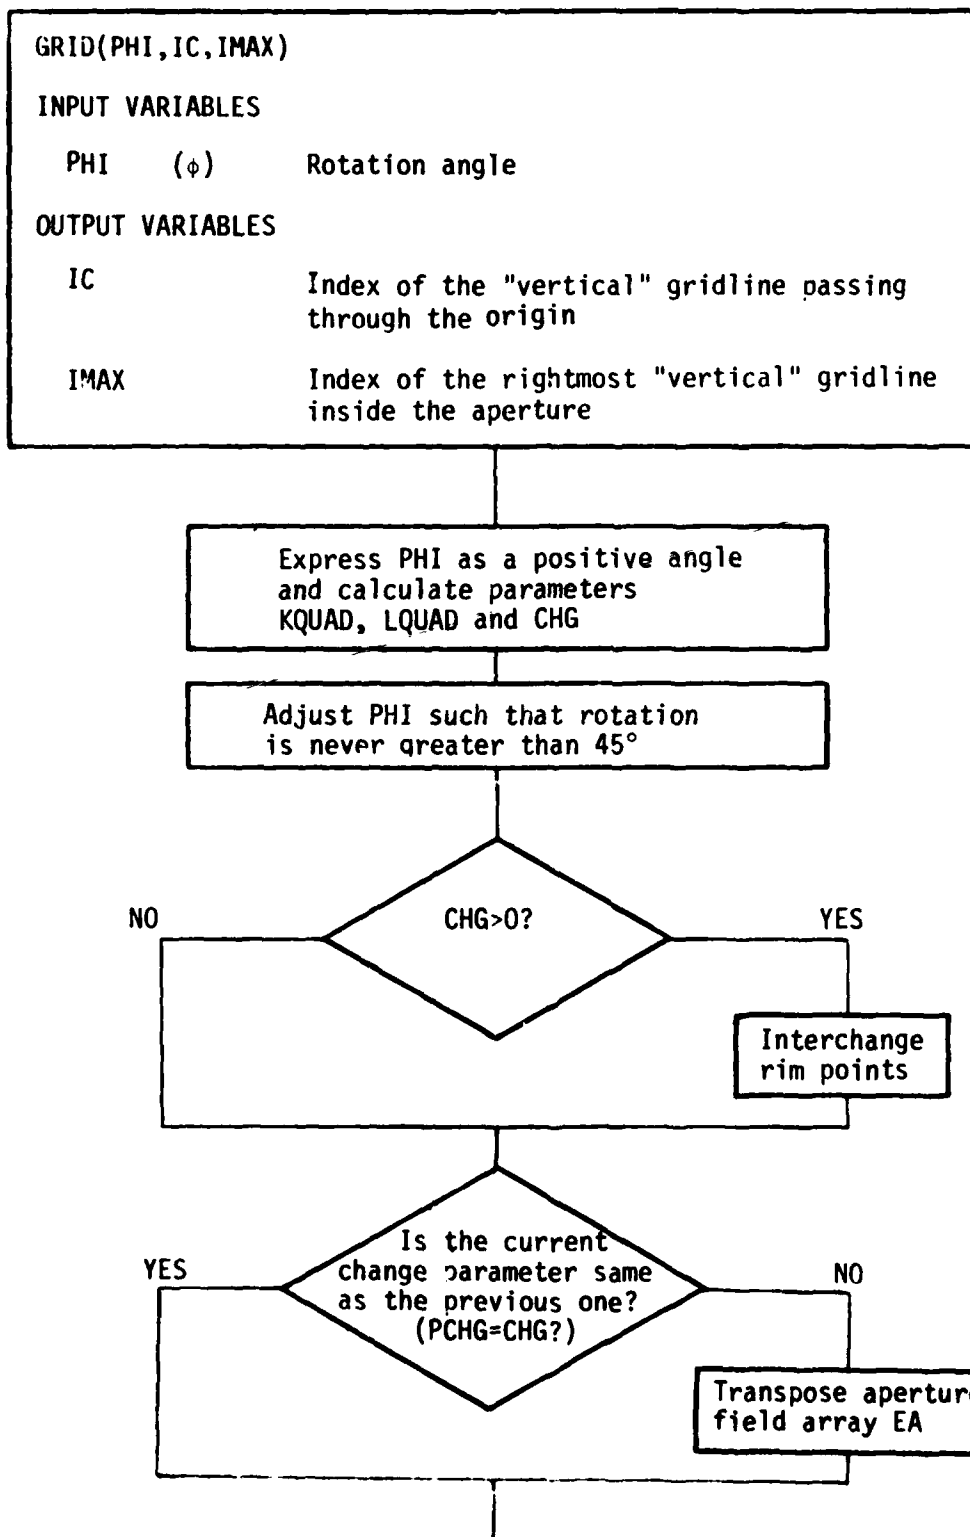 GRID(PHI,IC,IMAX)
INPUT VARIABLES
PHI (φ) Rotation angle
OUTPUT VARIABLES
IC Index of the "vertical" gridline passing
through the origin
IMAX Index of the rightmost "vertical" gridline
inside the aperture
Express PHI as a positive angle
and calculate parameters
KQUAD, LQUAD and CHG
Adjust PHI such that rotation
is never greater than 45°
NO
CHG>0?
YES
Interchange
rim points
YES
Is the current
change parameter same
as the previous one?
(PCHG=CHG?)
NO
Transpose aperture
field array EA